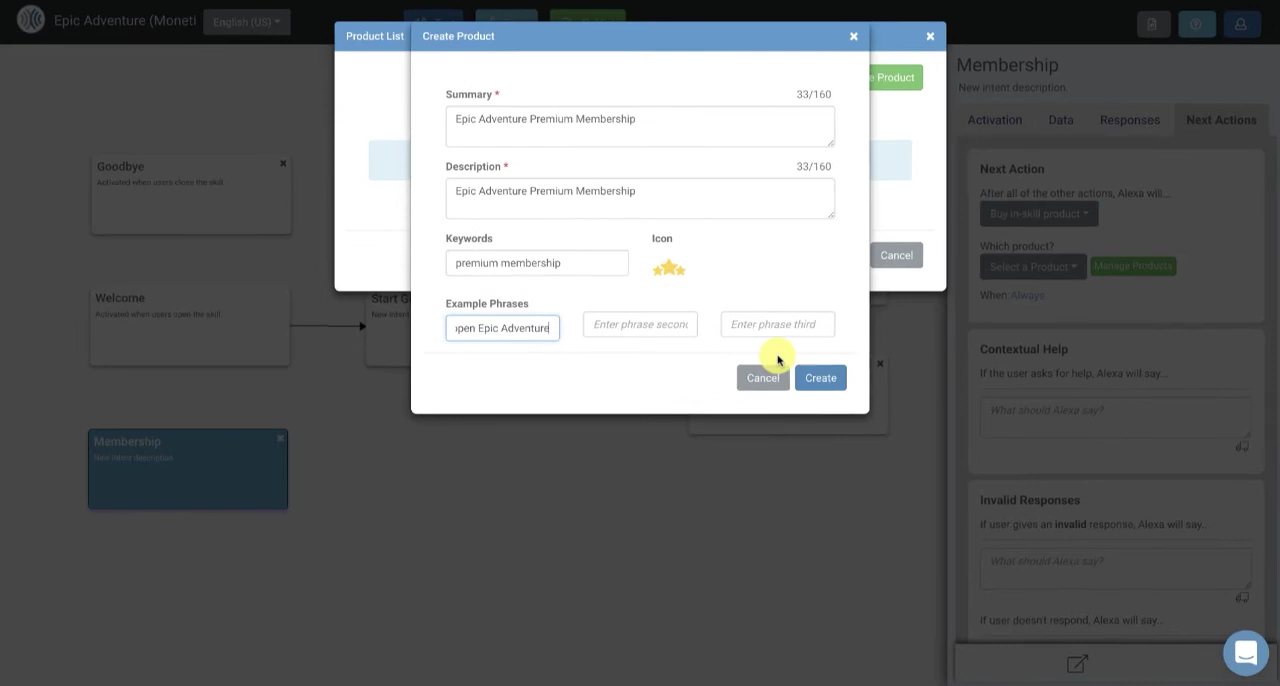 Epic Adventure (Moneti
English (US)
Product List
Create Product
e Product
Summary *
33/160
Epic Adventure Premium Membership
Description *
33/160
Epic Adventure Premium Membership
Keywords
Icon
premium membership
Example Phrases
open Epic Adventure
Enter phrase secon
Enter phrase third
Cancel
Create
Cancel
Goodbye
Activated when users close the skill
Welcome
Activated when users open the skill
Start G
New intent
Membership
New intent description.
Membership
New intent description.
Activation
Data
Responses
Next Actions
Next Action
After all of the other actions, Alexa will...
Buy in-skill product
Which product?
Select a Product
Manage Products
When: Always
Contextual Help
If the user asks for help, Alexa will say...
What should Alexa say?
Invalid Responses
If user gives an invalid response, Alexa will say...
What should Alexa say?
If user doesn't respond, Alexa will say...